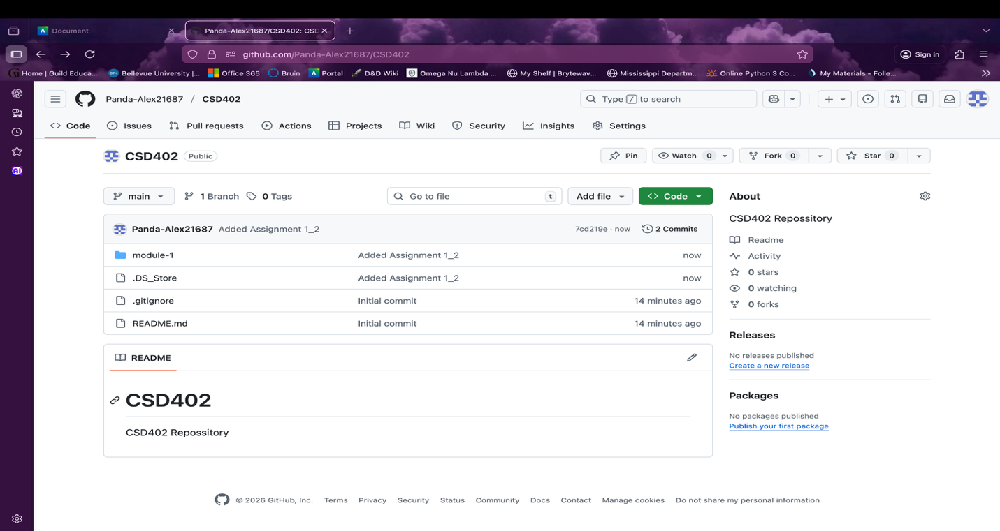 Document
Panda-Alex21687/CSD402: CSD
github.com/Panda-Alex21687/CSD402
Sign in
Home | Guild Educa...
Bellevue University |...
Office 365
Bruin
Portal
D&D Wiki
Omega Nu Lambda ...
My Shelf | Brytewav...
Mississippi Departm...
Online Python 3 Co...
My Materials - Folle...
Panda-Alex21687 / CSD402
Type / to search
Code
Issues
Pull requests
Actions
Projects
Wiki
Security
Insights
Settings
CSD402 Public
Pin
Watch 0
Fork 0
Star 0
main
1 Branch
0 Tags
Go to file t
Add file
Code
Panda-Alex21687 Added Assignment 1_2 7cd219e · now 2 Commits
module-1 Added Assignment 1_2 now
.DS_Store Added Assignment 1_2 now
.gitignore Initial commit 14 minutes ago
README.md Initial commit 14 minutes ago
README
CSD402
CSD402 Repossitory
About
CSD402 Repossitory
Readme
Activity
0 stars
0 watching
0 forks
Releases
No releases published
Create a new release
Packages
No packages published
Publish your first package
© 2026 GitHub, Inc. Terms Privacy Security Status Community Docs Contact Manage cookies Do not share my personal information